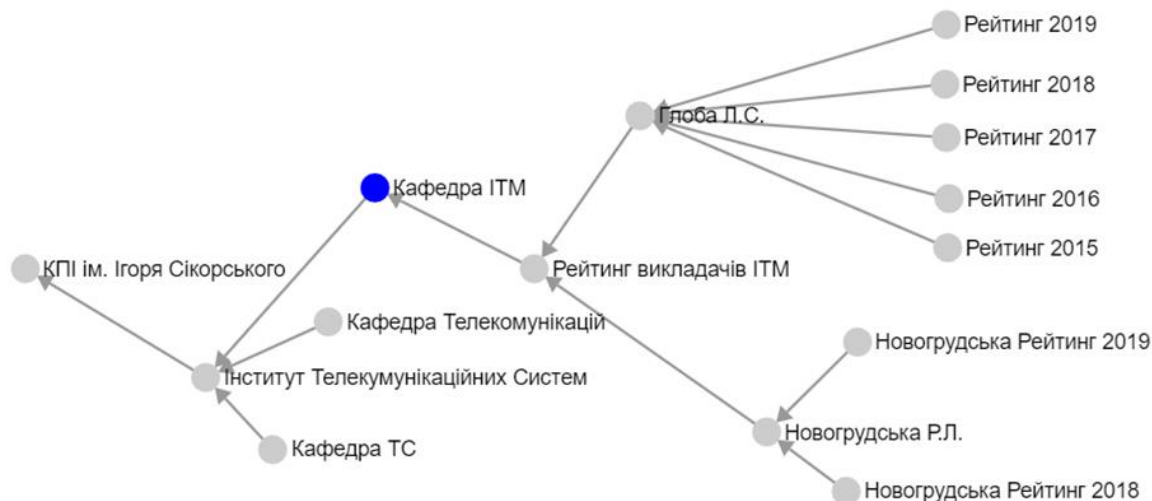 Рейтинг 2019
Рейтинг 2018
Глоба Л.С.
Рейтинг 2017
Кафедра ІТМ
Рейтинг 2016
Рейтинг 2015
КПІ ім. Ігоря Сікорського
Рейтинг викладачів ІТМ
Кафедра Телекомунікацій
Новогрудська Рейтинг 2019
Інститут Телекумунікаційних Систем
Новогрудська Р.Л.
Кафедра ТС
Новогрудська Рейтинг 2018